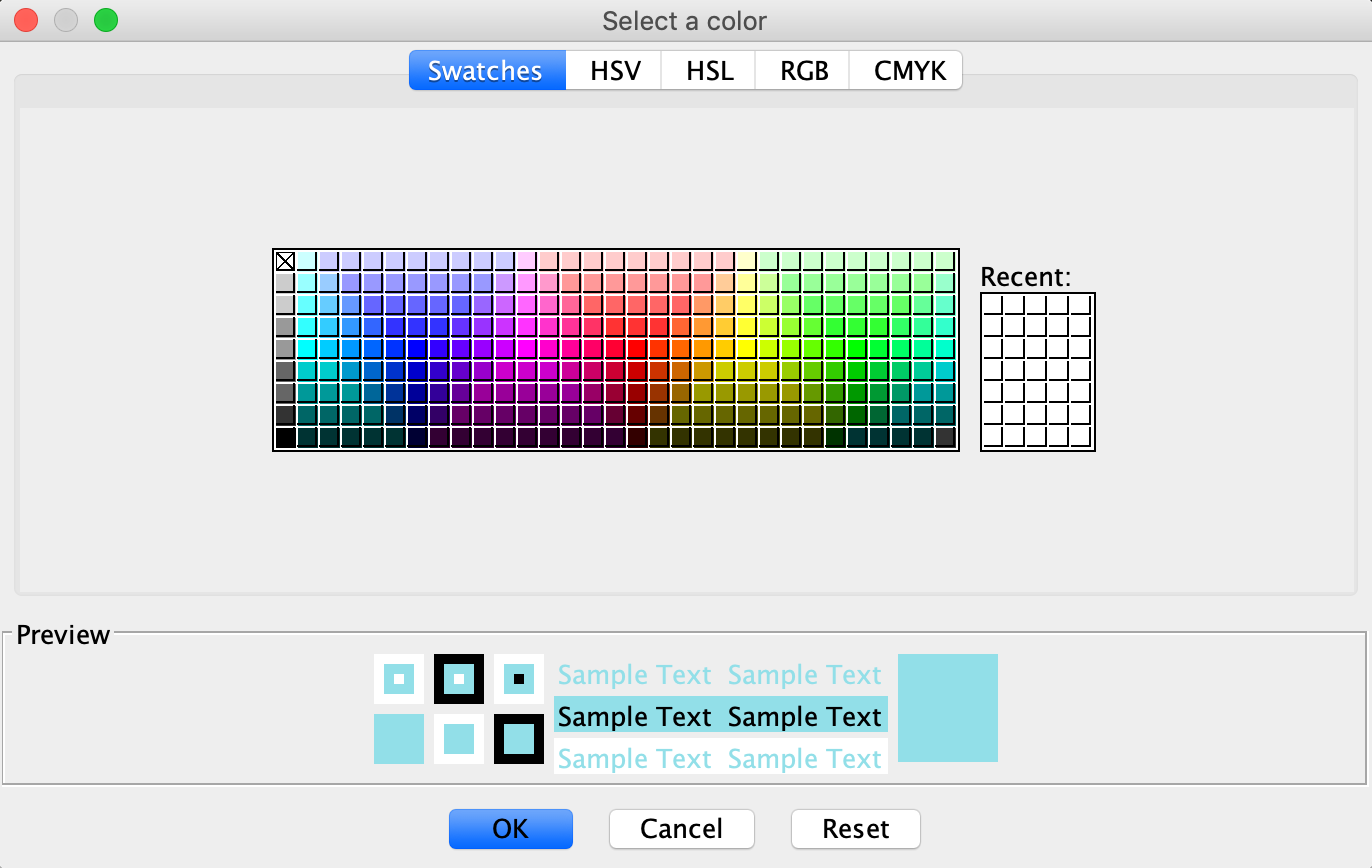 Select a color
Swatches HSV HSL RGB CMYK
Recent:
Preview
Sample Text Sample Text
Sample Text Sample Text
Sample Text Sample Text
OK Cancel Reset